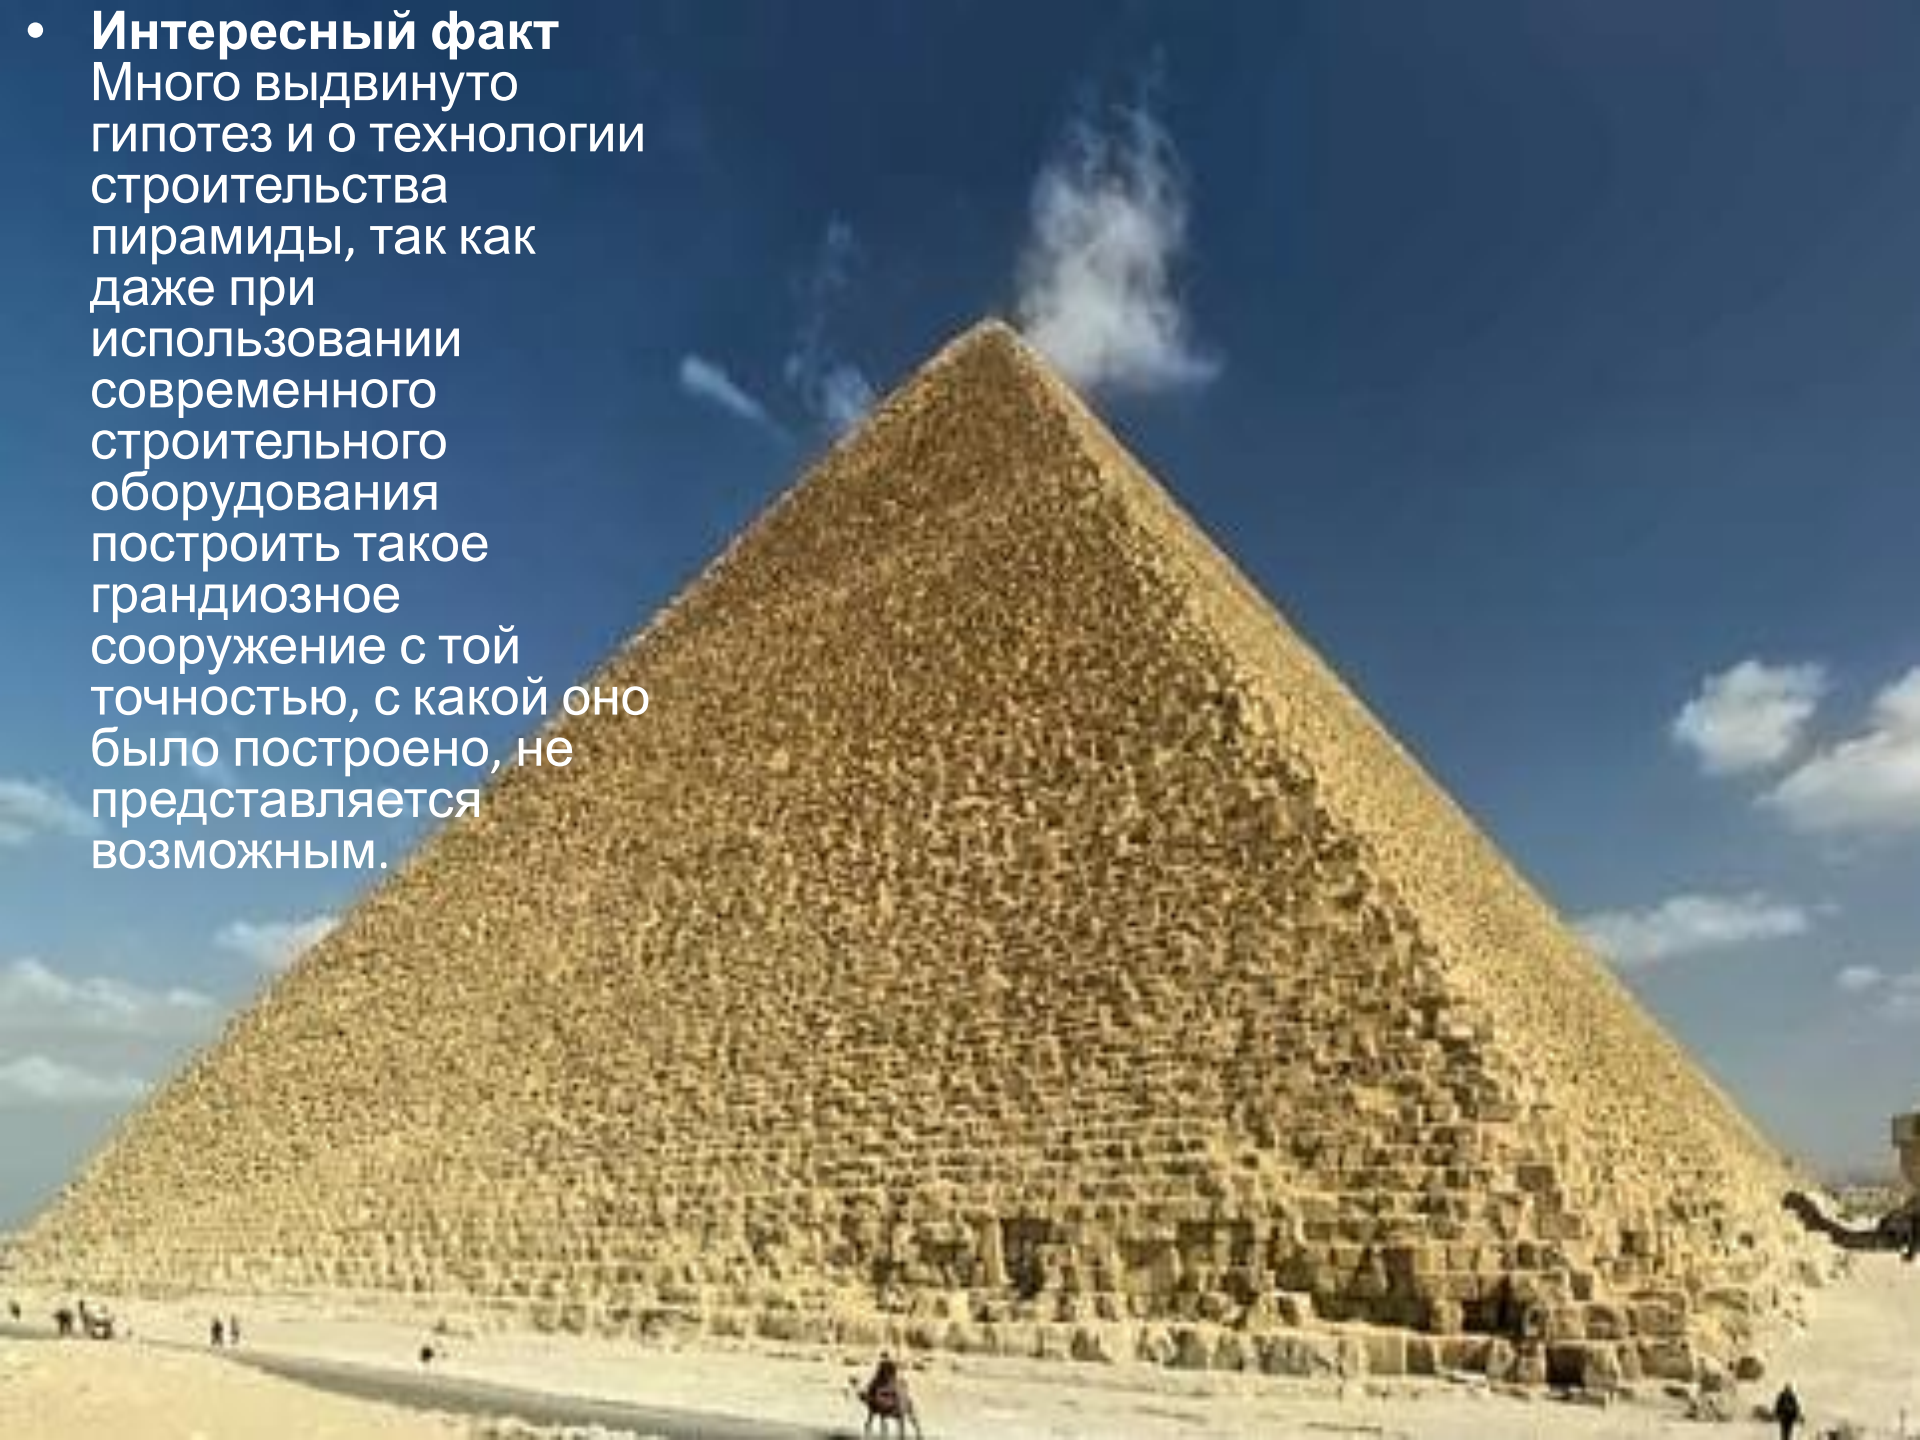 • Интересный факт
Много выдвинуто
гипотез и о технологии
строительства
пирамиды, так как
даже при
использовании
современного
строительного
оборудования
построить такое
грандиозное
сооружение с той
точностью, с какой оно
было построено, не
представляется
возможным.